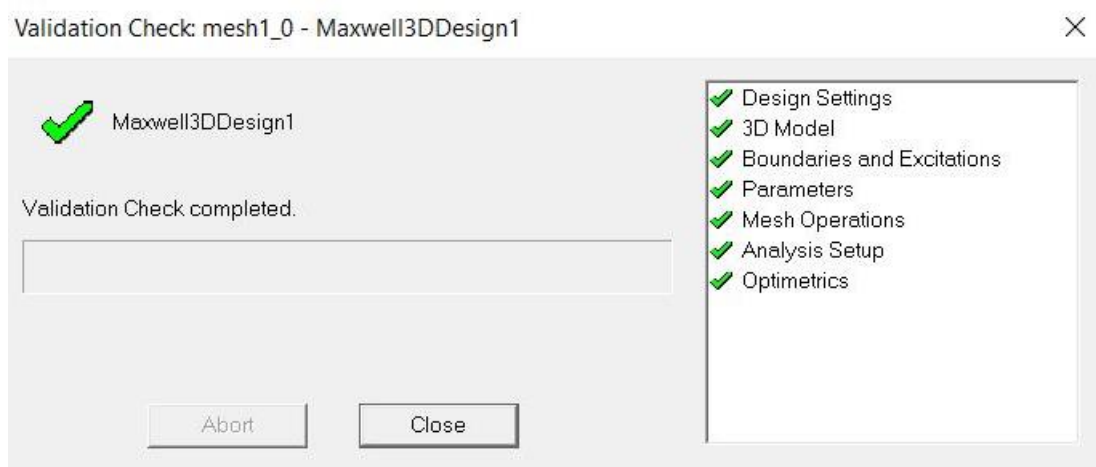 Validation Check: mesh1_0 - Maxwell3DDesign1
Maxwell3DDesign1
Validation Check completed.
Abort
Close
Design Settings
3D Model
Boundaries and Excitations
Parameters
Mesh Operations
Analysis Setup
Optimetrics